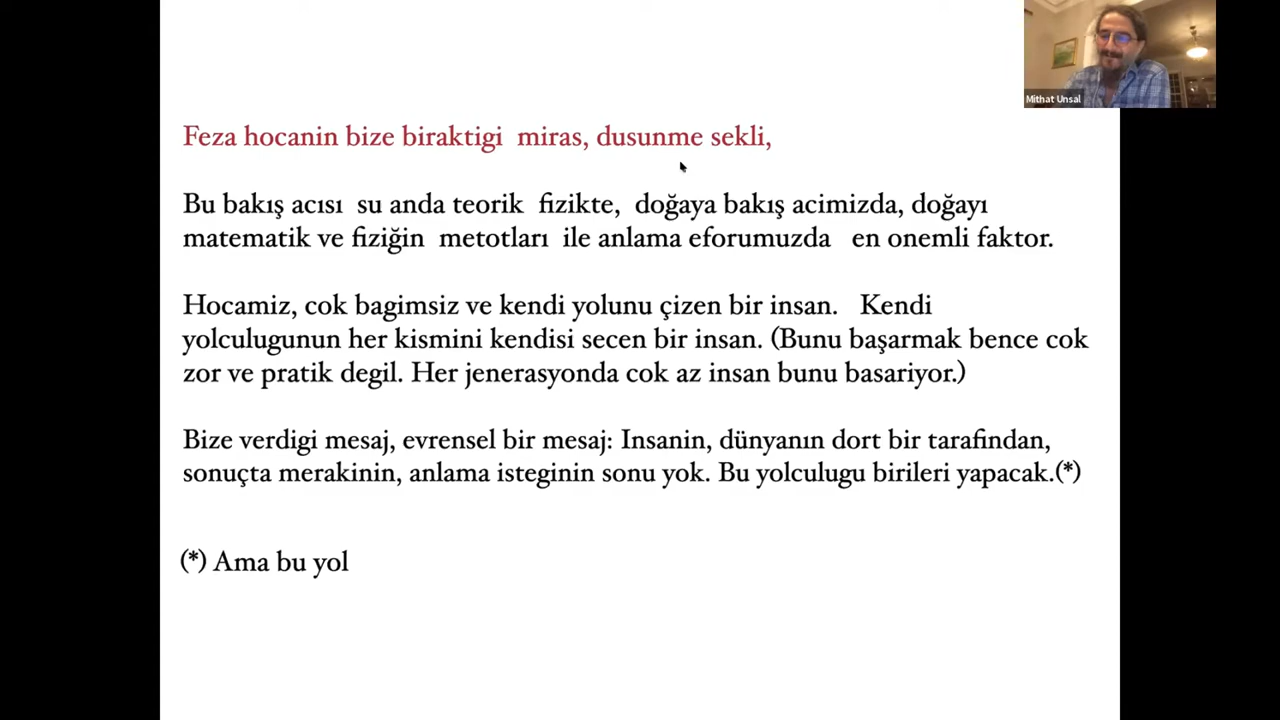 Mithat Unsal
Feza hocanin bize biraktigi miras, dusunme sekli,
Bu bakış acısı su anda teorik fizikte, doğaya bakış acimizda, doğayı
matematik ve fiziğin metotları ile anlama eforumuzda en onemli faktor.
Hocamiz, cok bagimsiz ve kendi yolunu çizen bir insan. Kendi
yolculugunun her kismini kendisi secen bir insan. (Bunu başarmak bence cok
zor ve pratik degil. Her jenerasyonda cok az insan bunu basariyor.)
Bize verdigi mesaj, evrensel bir mesaj: Insanin, dünyanın dort bir tarafından,
sonuçta merakinin, anlama isteginin sonu yok. Bu yolculugu birileri yapacak.(*)
(*) Ama bu yol